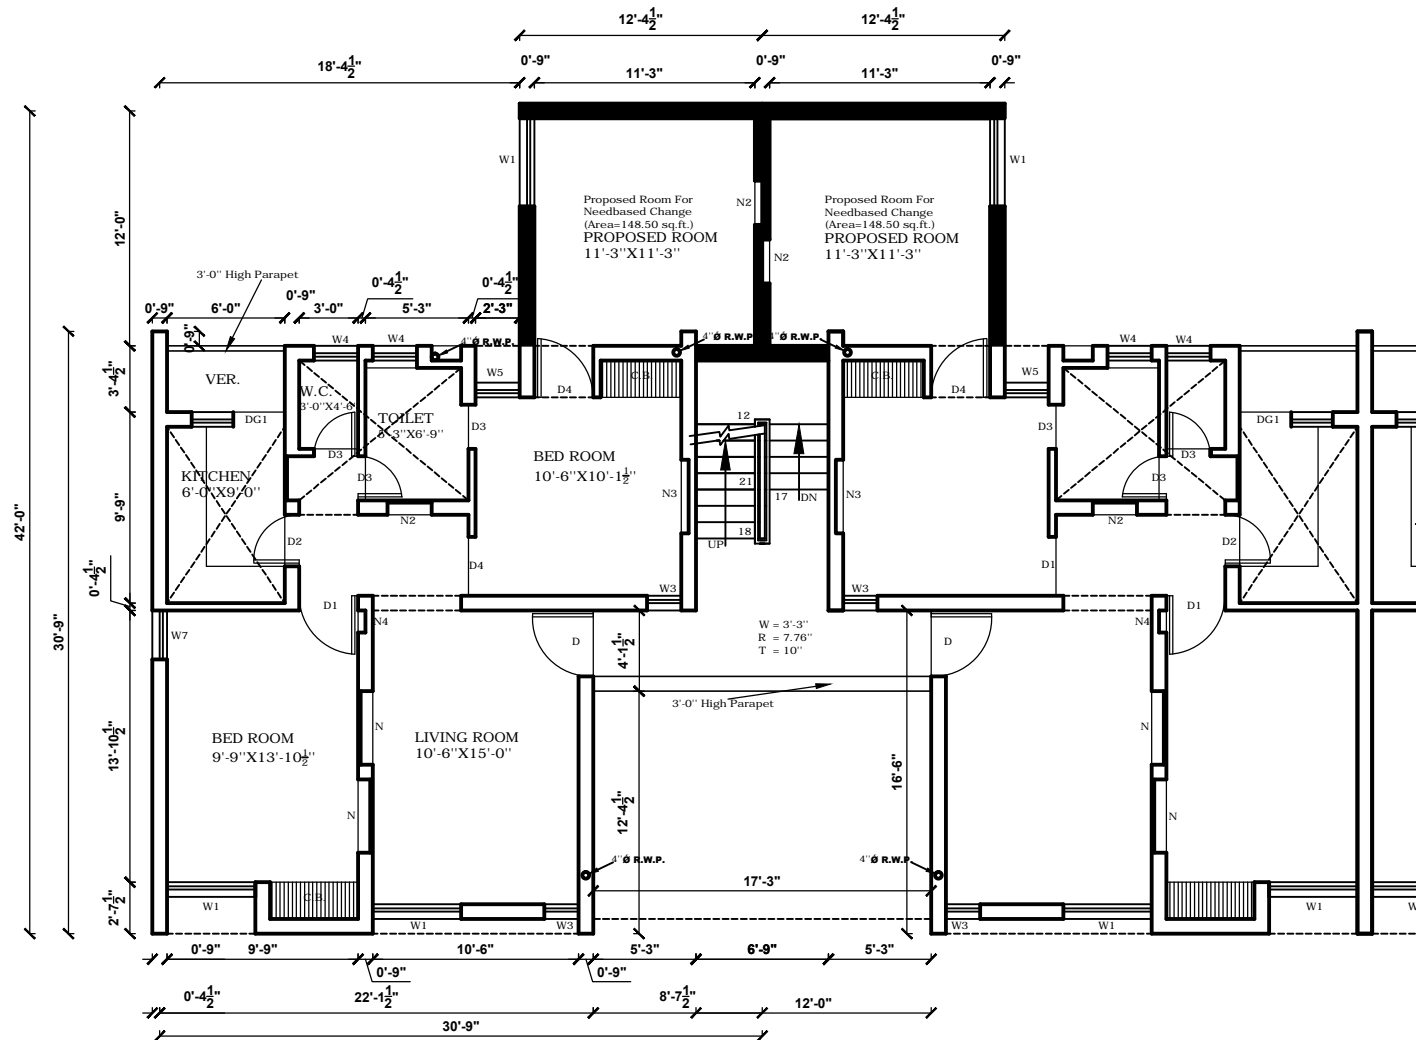 12'-4½" 12'-4½"
18'-4½" 0'-9" 11'-3" 0'-9" 11'-3" 0'-9"
W1 W1
Proposed Room For
Needbased Change
(Area=148.50 sq.ft.)
PROPOSED ROOM
11'-3''X11'-3''
N2
Proposed Room For
Needbased Change
(Area=148.50 sq.ft.)
PROPOSED ROOM
11'-3''X11'-3''
N2
12'-0"
3'-0'' High Parapet
0'-9" 6'-0" 0'-9" 3'-0" 0'-4½" 5'-3" 0'-4½" 2'-3"
0'-9"
W4 W4 4''Ø R.W.P. 4''Ø R.W.P. 4''Ø R.W.P. W4 W4
3'-4½"
VER. W.C. W5 D4 C.B. C.B. D4 W5
3'-0''X4'-6'
DG1 TOILET D3 12 D3 DG1
5'-3''X6'-9''
D3 D3
KITCHEN
6'-0''X9'-0''
D3 D3
BED ROOM
10'-6''X10'-1½''
N3 21 17 DN N3
9'-9"
N2 N2
D2 UP 18 D2
D4 D1
0'-4½"
42'-0"
30'-9"
W3 W3
D1 D1
W7 N4 D D N4
4'-1½"
W = 3'-3''
R = 7.76''
T = 10''
3'-0'' High Parapet
13'-10½"
BED ROOM
9'-9''X13'-10½''
N
LIVING ROOM
10'-6''X15'-0''
N
16'-6"
12'-4½"
N N
4''Ø R.W.P. 4''Ø R.W.P
17'-3"
2'-7½"
W1 C.B. W1 W3 W3 W1 W1
0'-9" 9'-9" 0'-9" 10'-6" 0'-9" 5'-3" 6'-9" 5'-3"
0'-4½" 22'-1½" 8'-7½" 12'-0"
30'-9"